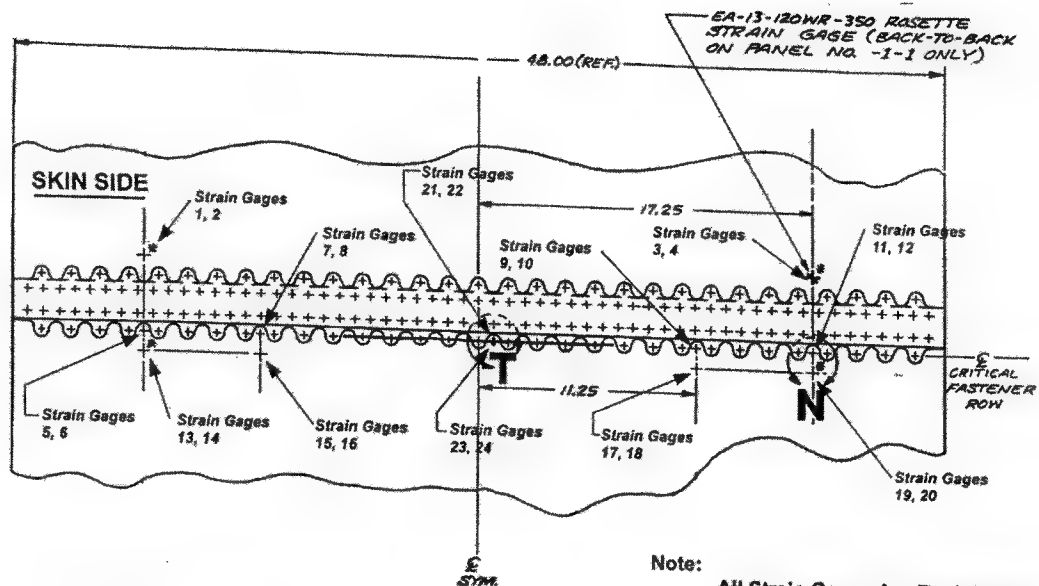 EA-13-120WR-350 ROSETTE
STRAIN GAGE (BACK-TO-BACK
ON PANEL NO. -1-1 ONLY)
48.00 (REF.)
SKIN SIDE
Strain Gages
1, 2
Strain Gages
21, 22
17.25
Strain Gages
7, 8
Strain Gages
9, 10
Strain Gages
3, 4
Strain Gages
11, 12
T
11.25
N
℄
CRITICAL
FASTENER
ROW
Strain Gages
5, 6
Strain Gages
13, 14
Strain Gages
15, 16
Strain Gages
23, 24
Strain Gages
17, 18
Strain Gages
19, 20
℄
SYM.
Note: